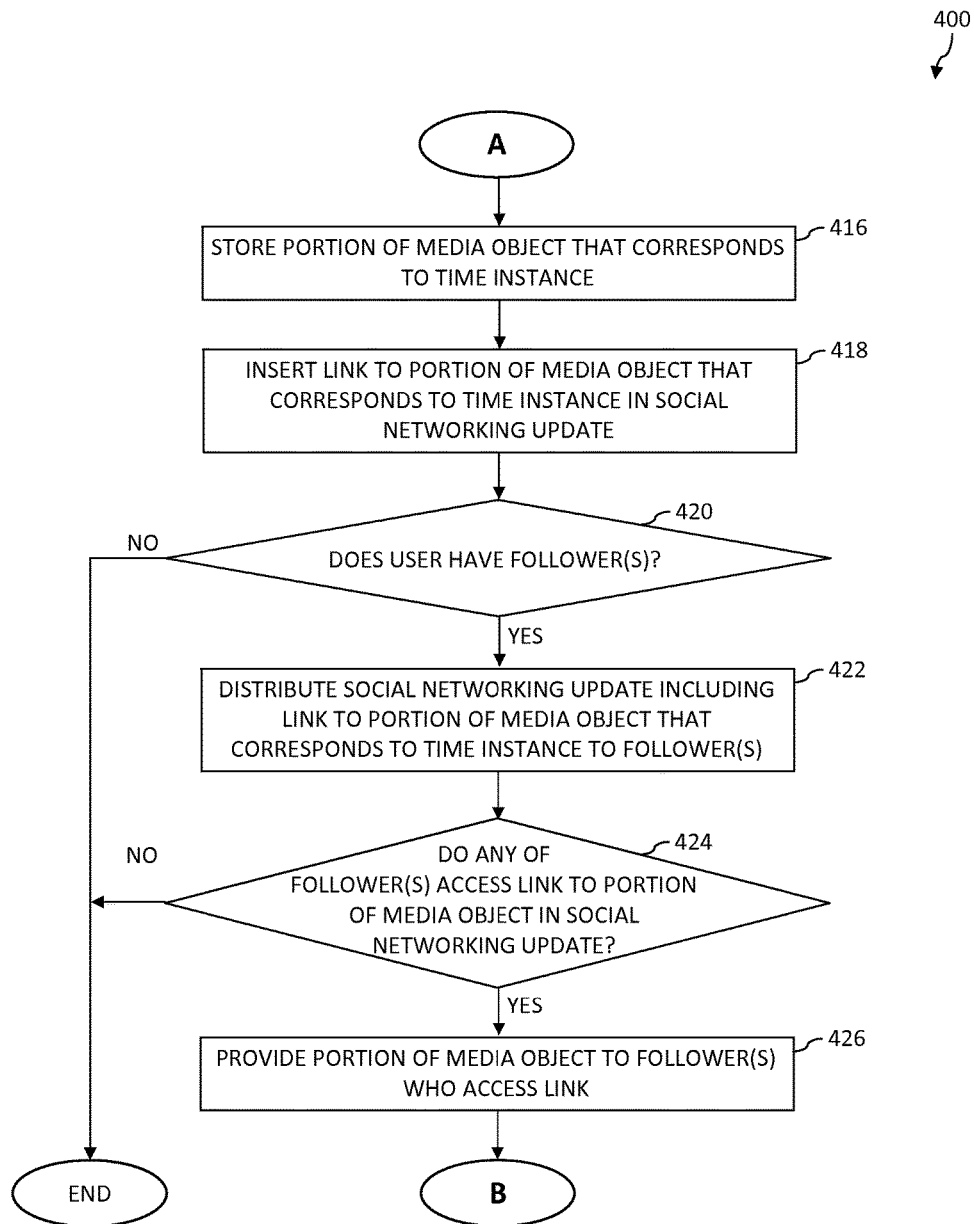 400
A
416
STORE PORTION OF MEDIA OBJECT THAT CORRESPONDS
TO TIME INSTANCE
418
INSERT LINK TO PORTION OF MEDIA OBJECT THAT
CORRESPONDS TO TIME INSTANCE IN SOCIAL
NETWORKING UPDATE
420
NO
DOES USER HAVE FOLLOWER(S)?
YES
422
DISTRIBUTE SOCIAL NETWORKING UPDATE INCLUDING
LINK TO PORTION OF MEDIA OBJECT THAT
CORRESPONDS TO TIME INSTANCE TO FOLLOWER(S)
424
NO
DO ANY OF
FOLLOWER(S) ACCESS LINK TO PORTION
OF MEDIA OBJECT IN SOCIAL
NETWORKING UPDATE?
YES
426
PROVIDE PORTION OF MEDIA OBJECT TO FOLLOWER(S)
WHO ACCESS LINK
END
B